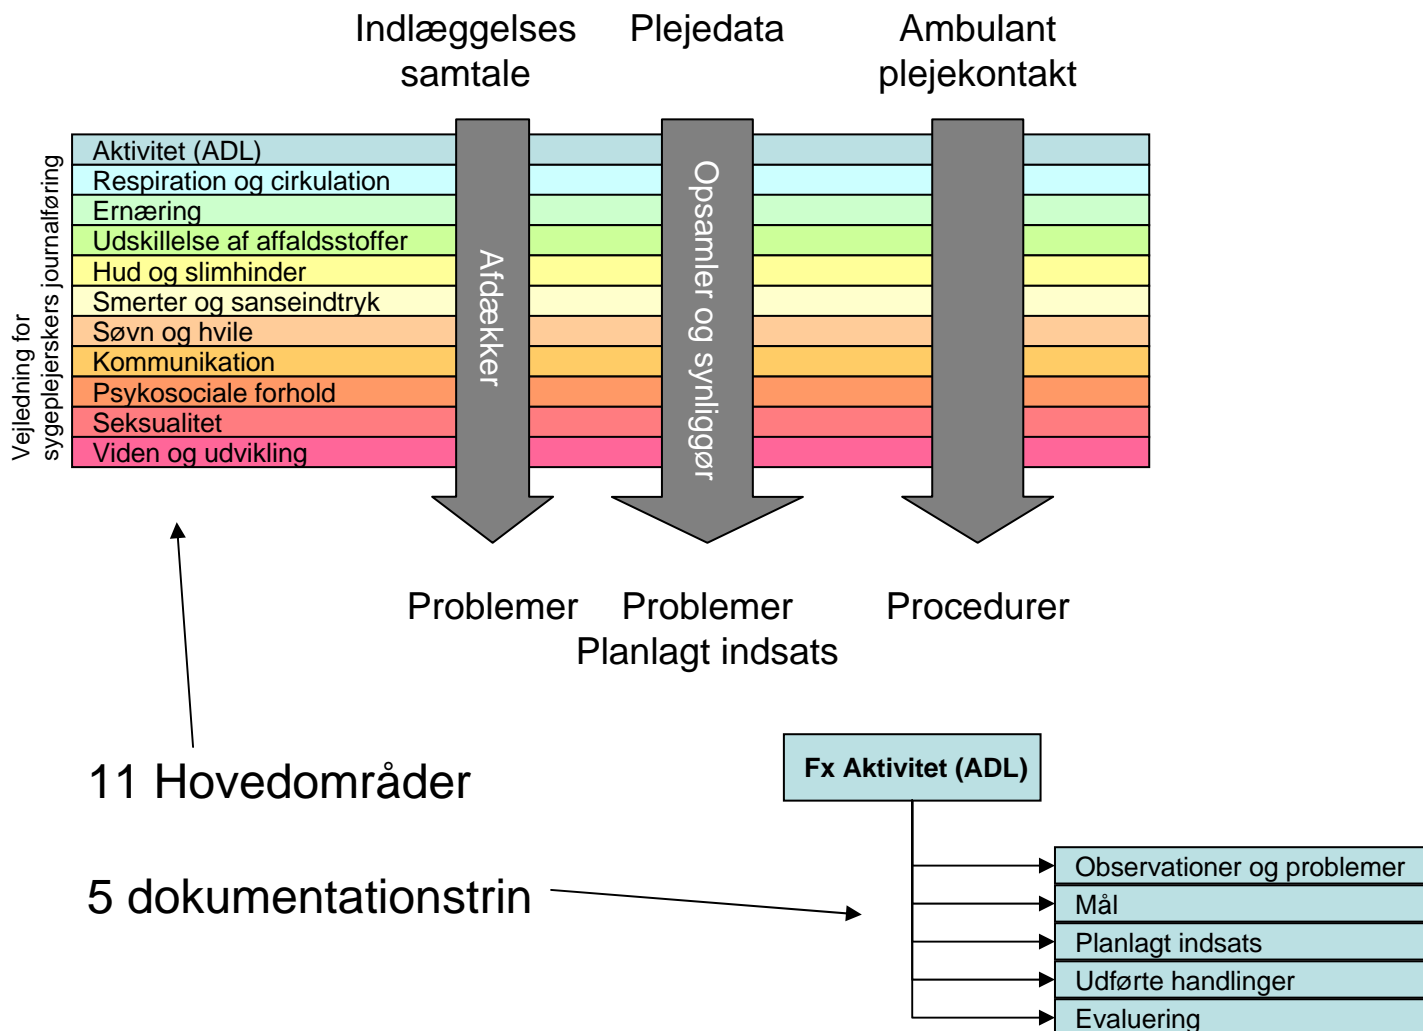 Indlæggelses
samtale
Plejedata
Ambulant
plejekontakt
Vejledning for
sygeplejerskers journalføring
Aktivitet (ADL)
Respiration og cirkulation
Ernæring
Udskillelse af affaldsstoffer
Hud og slimhinder
Smerter og sanseindtryk
Søvn og hvile
Kommunikation
Psykosociale forhold
Seksualitet
Viden og udvikling
Afdækker
Opsamler og synliggør
Problemer
Problemer
Planlagt indsats
Procedurer
11 Hovedområder
5 dokumentationstrin
Fx Aktivitet (ADL)
Observationer og problemer
Mål
Planlagt indsats
Udførte handlinger
Evaluering